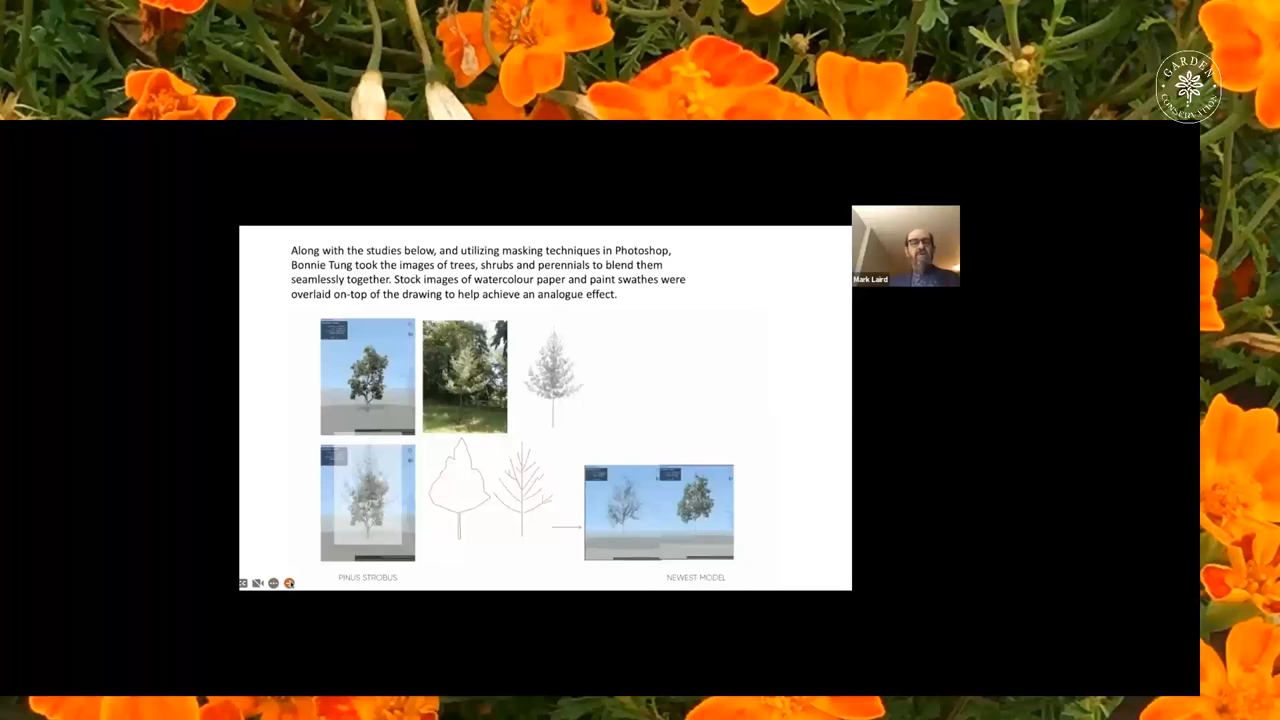 GARDEN
CONSERVATION
Along with the studies below, and utilizing masking techniques in Photoshop,
Bonnie Tung took the images of trees, shrubs and perennials to blend them
seamlessly together. Stock images of watercolour paper and paint swathes were
overlaid on-top of the drawing to help achieve an analogue effect.
Mark Laird
PINUS STROBUS
NEWEST MODEL